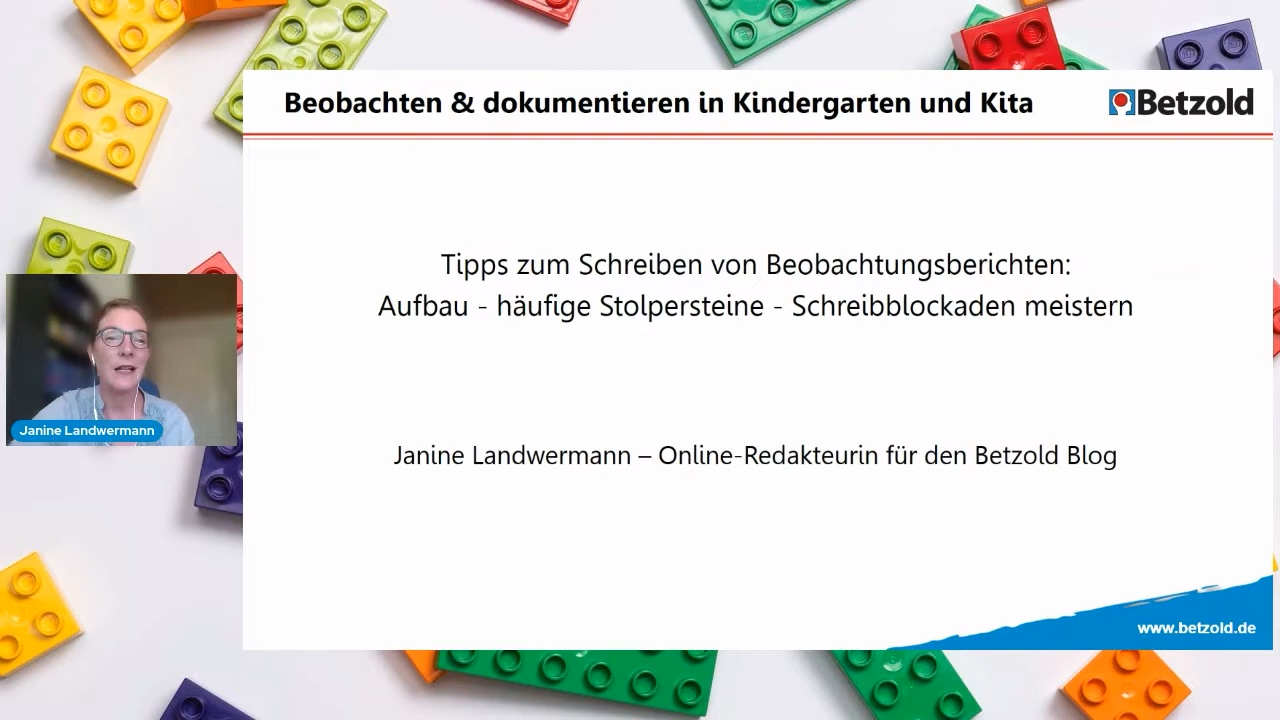 Beobachten & dokumentieren in Kindergarten und Kita
Betzold
Tipps zum Schreiben von Beobachtungsberichten:
Aufbau - häufige Stolpersteine - Schreibblockaden meistern
Janine Landwermann
Janine Landwermann – Online-Redakteurin für den Betzold Blog
www.betzold.de